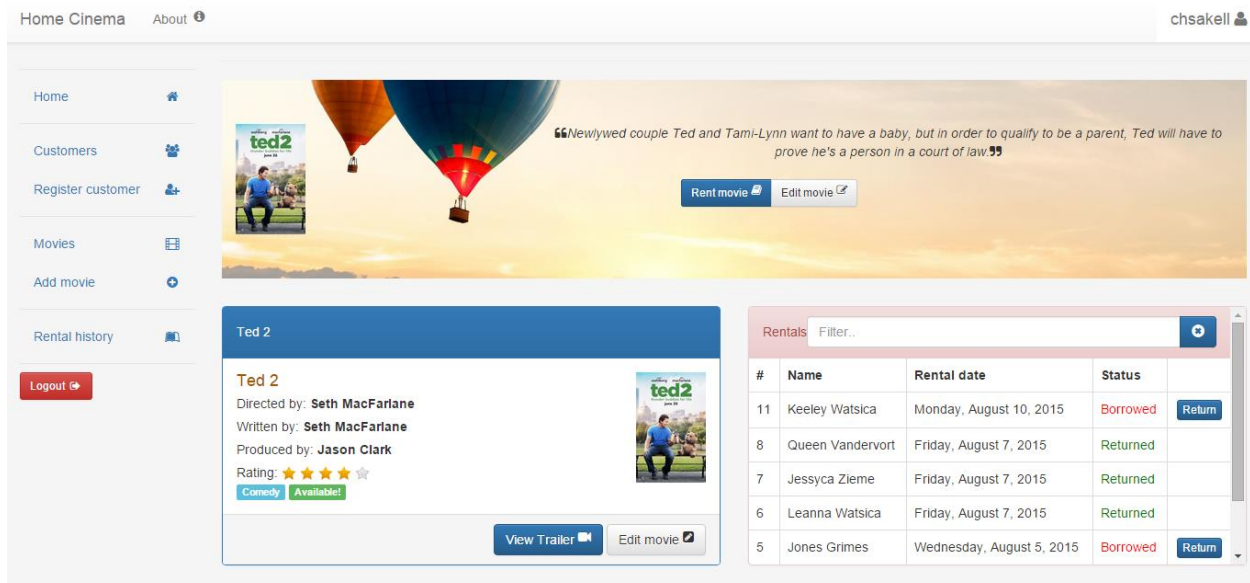 Home Cinema About chsakell
Home
Customers
Register customer
Movies
Add movie
Rental history
Logout
ted2
❝Newlywed couple Ted and Tami-Lynn want to have a baby, but in order to qualify to be a parent, Ted will have to
prove he's a person in a court of law.❞
Rent movie Edit movie
Ted 2
Ted 2
Directed by: Seth MacFarlane
Written by: Seth MacFarlane
Produced by: Jason Clark
Rating:
Comedy Available!
ted2
View Trailer Edit movie
Rentals Filter..
# Name Rental date Status
11 Keeley Watsica Monday, August 10, 2015 Borrowed Return
8 Queen Vandervort Friday, August 7, 2015 Returned
7 Jessyca Zieme Friday, August 7, 2015 Returned
6 Leanna Watsica Friday, August 7, 2015 Returned
5 Jones Grimes Wednesday, August 5, 2015 Borrowed Return